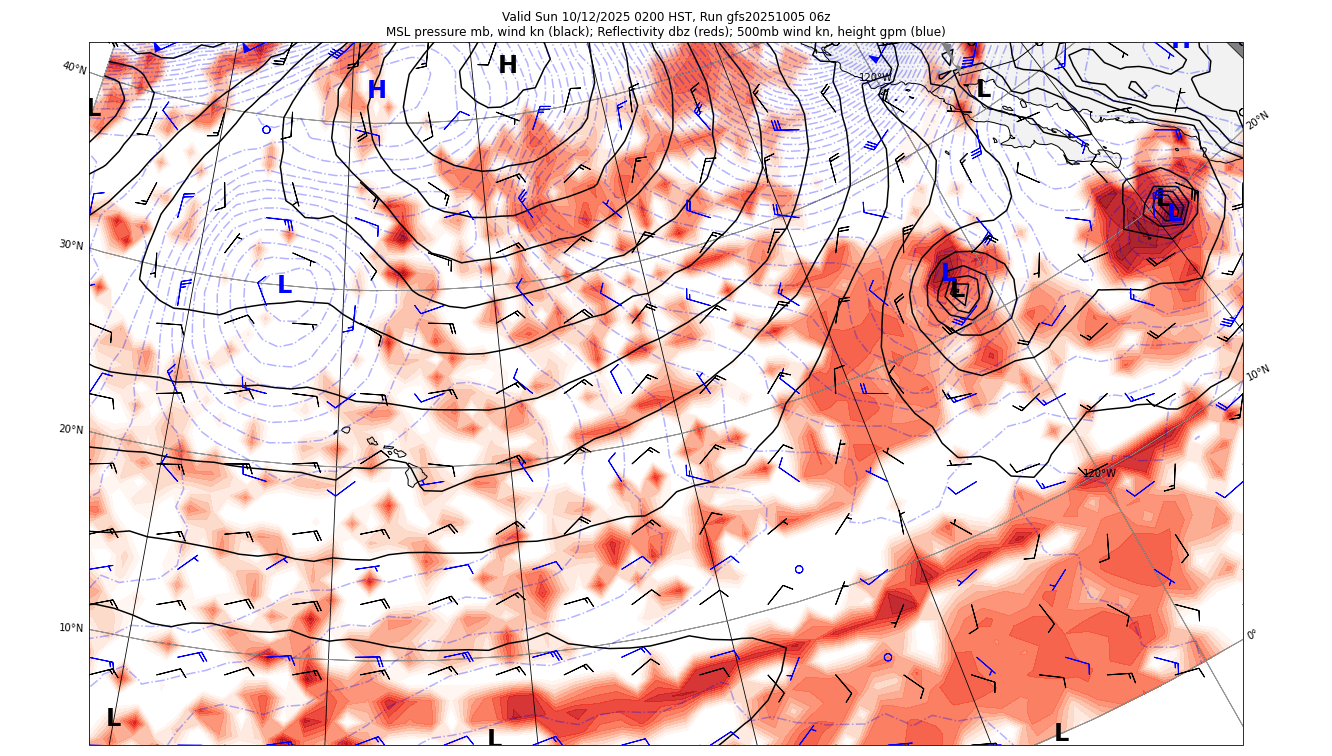 Valid Sun 10/12/2025 0200 HST, Run gfs20251005 06z
MSL pressure mb, wind kn (black); Reflectivity dbz (reds); 500mb wind kn, height gpm (blue)
H
H
H
120°W
L
L
40°N
20°N
L
L
30°N
L
L
L
10°N
20°N
120°W
10°N
0°
L
L
L